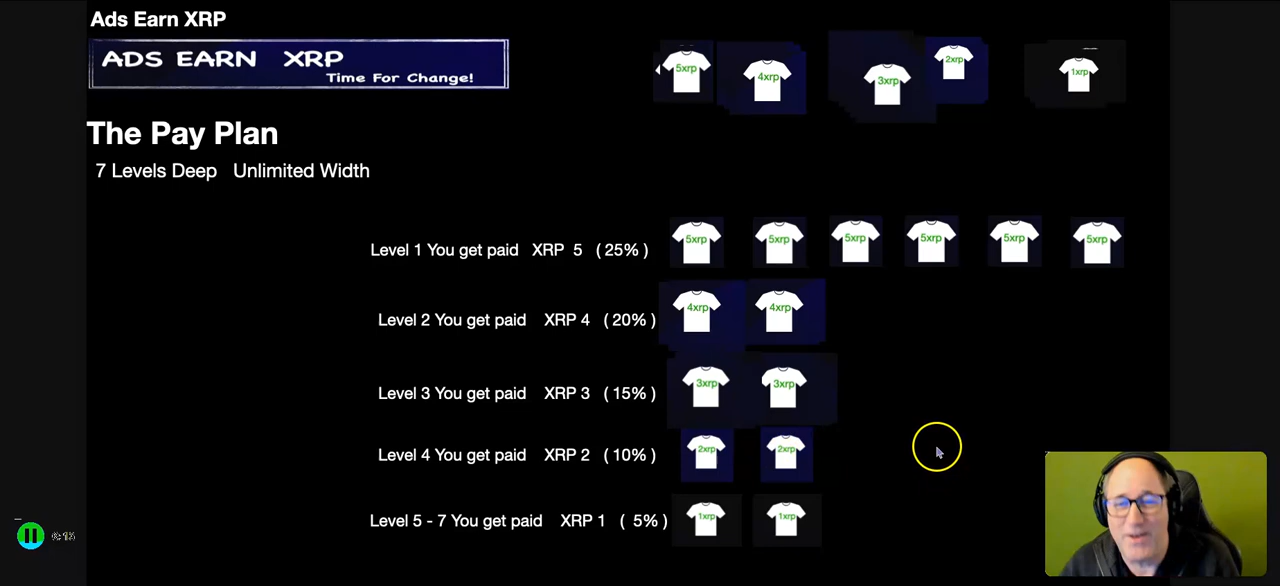 Ads Earn XRP
ADS EARN XRP
Time For Change!
5xrp 4xrp 3xrp 2xrp 1xrp
The Pay Plan
7 Levels Deep Unlimited Width
Level 1 You get paid XRP 5 (25%)
5xrp 5xrp 5xrp 5xrp 5xrp 5xrp
Level 2 You get paid XRP 4 (20%)
4xrp 4xrp
Level 3 You get paid XRP 3 (15%)
3xrp 3xrp
Level 4 You get paid XRP 2 (10%)
2xrp 2xrp
Level 5 - 7 You get paid XRP 1 ( 5%)
1xrp 1xrp